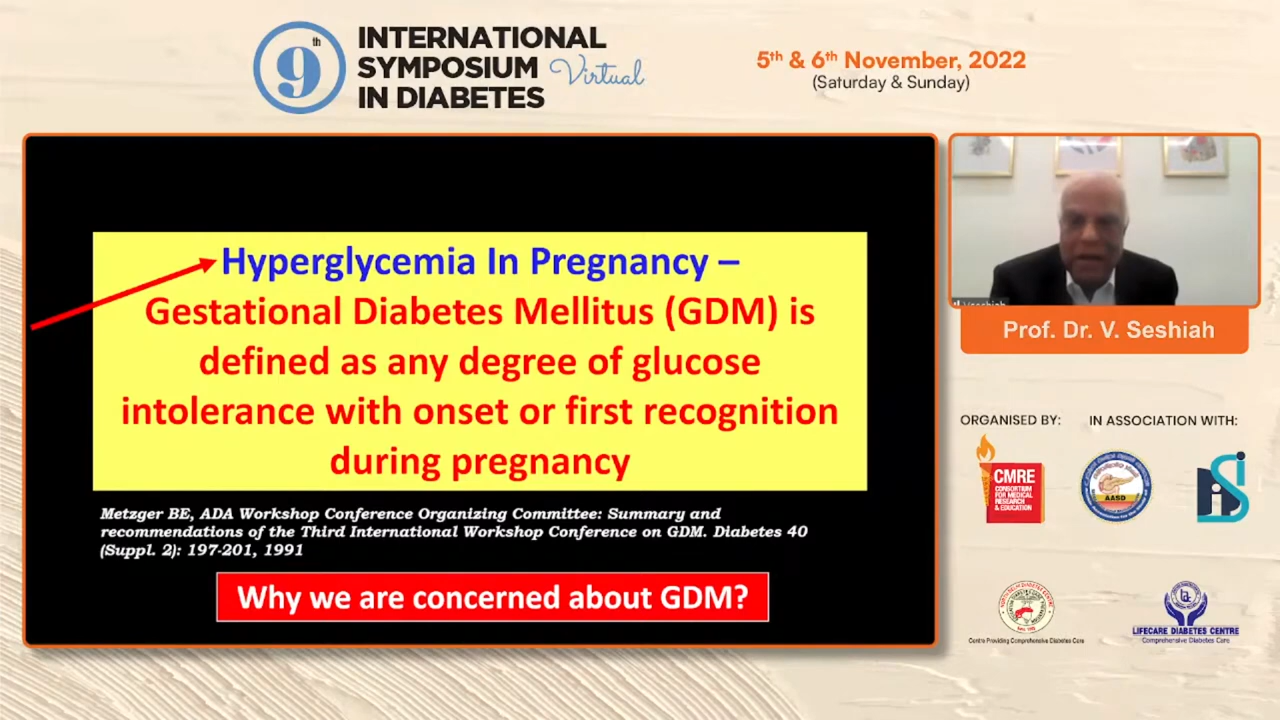 9th
INTERNATIONAL
SYMPOSIUM Virtual
IN DIABETES
5th & 6th November, 2022
(Saturday & Sunday)
Hyperglycemia In Pregnancy –
Gestational Diabetes Mellitus (GDM) is
defined as any degree of glucose
intolerance with onset or first recognition
during pregnancy
Metzger BE, ADA Workshop Conference Organizing Committee: Summary and
recommendations of the Third International Workshop Conference on GDM. Diabetes 40
(Suppl. 2): 197-201, 1991
Why we are concerned about GDM?
Prof. Dr. V. Seshiah
ORGANISED BY:
IN ASSOCIATION WITH:
CMRE
CONSORTIUM
FOR MEDICAL
RESEARCH
& EDUCATION
AASD
Centre Providing Comprehensive Diabetes Care
LIFECARE DIABETES CENTRE
Comprehensive Diabetes Care